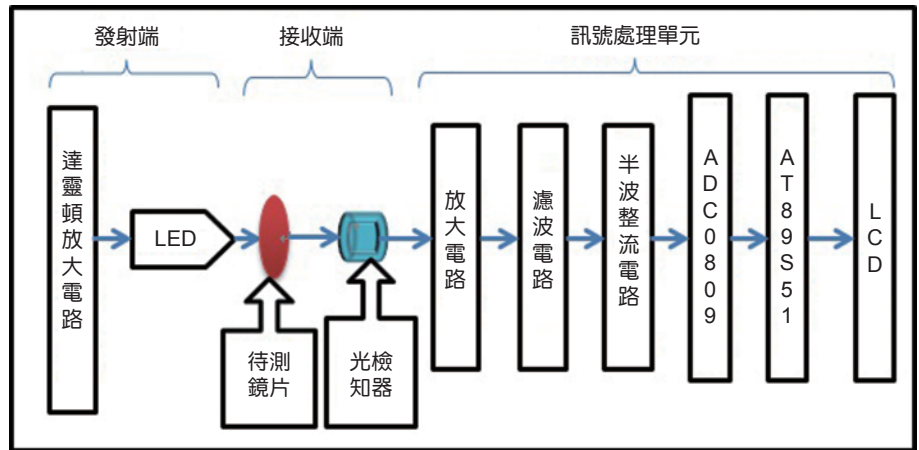 發射端
接收端
訊號處理單元
達靈頓放大電路
LED
待測
鏡片
光檢
知器
放大電路
濾波電路
半波整流電路
ADC0809
AT89S51
LCD